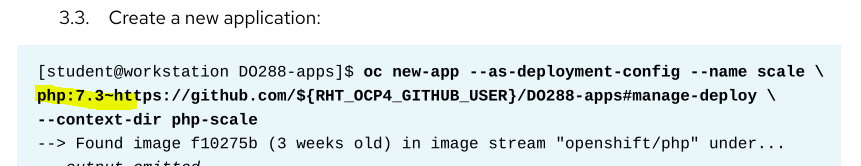 3.3. Create a new application:
[student@workstation DO288-apps]$ oc new-app --as-deployment-config --name scale \
php:7.3~https://github.com/${RHT_OCP4_GITHUB_USER}/DO288-apps#manage-deploy \
--context-dir php-scale
--> Found image f10275b (3 weeks old) in image stream "openshift/php" under...
...output omitted...